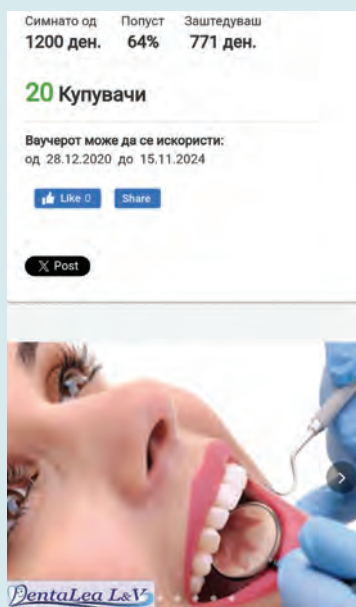 Симнато од Попуст Заштедуваш
1200 ден. 64% 771 ден.
20 Купувачи
Ваучерот може да се искористи:
од 28.12.2020 до 15.11.2024
Like 0 Share
X Post
DentaLea L&V